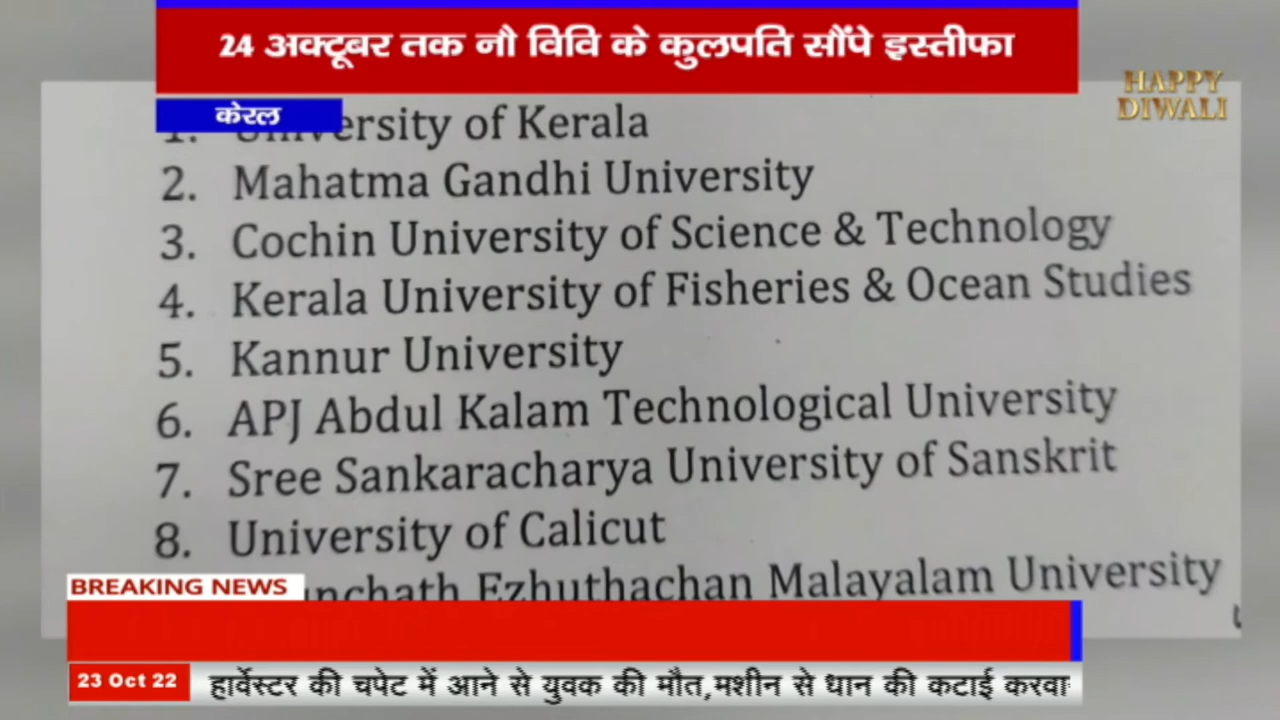 24 अक्टूबर तक नौ विवि के कुलपति सौंपे इस्तीफा
HAPPY
DIWALI
केरल
1. University of Kerala
2. Mahatma Gandhi University
3. Cochin University of Science & Technology
4. Kerala University of Fisheries & Ocean Studies
5. Kannur University
6. APJ Abdul Kalam Technological University
7. Sree Sankaracharya University of Sanskrit
8. University of Calicut
Ezhuthachan Malayalam University
BREAKING NEWS
23 Oct 22
हार्वेस्टर की चपेट में आने से युवक की मौत,मशीन से धान की कटाई करवा